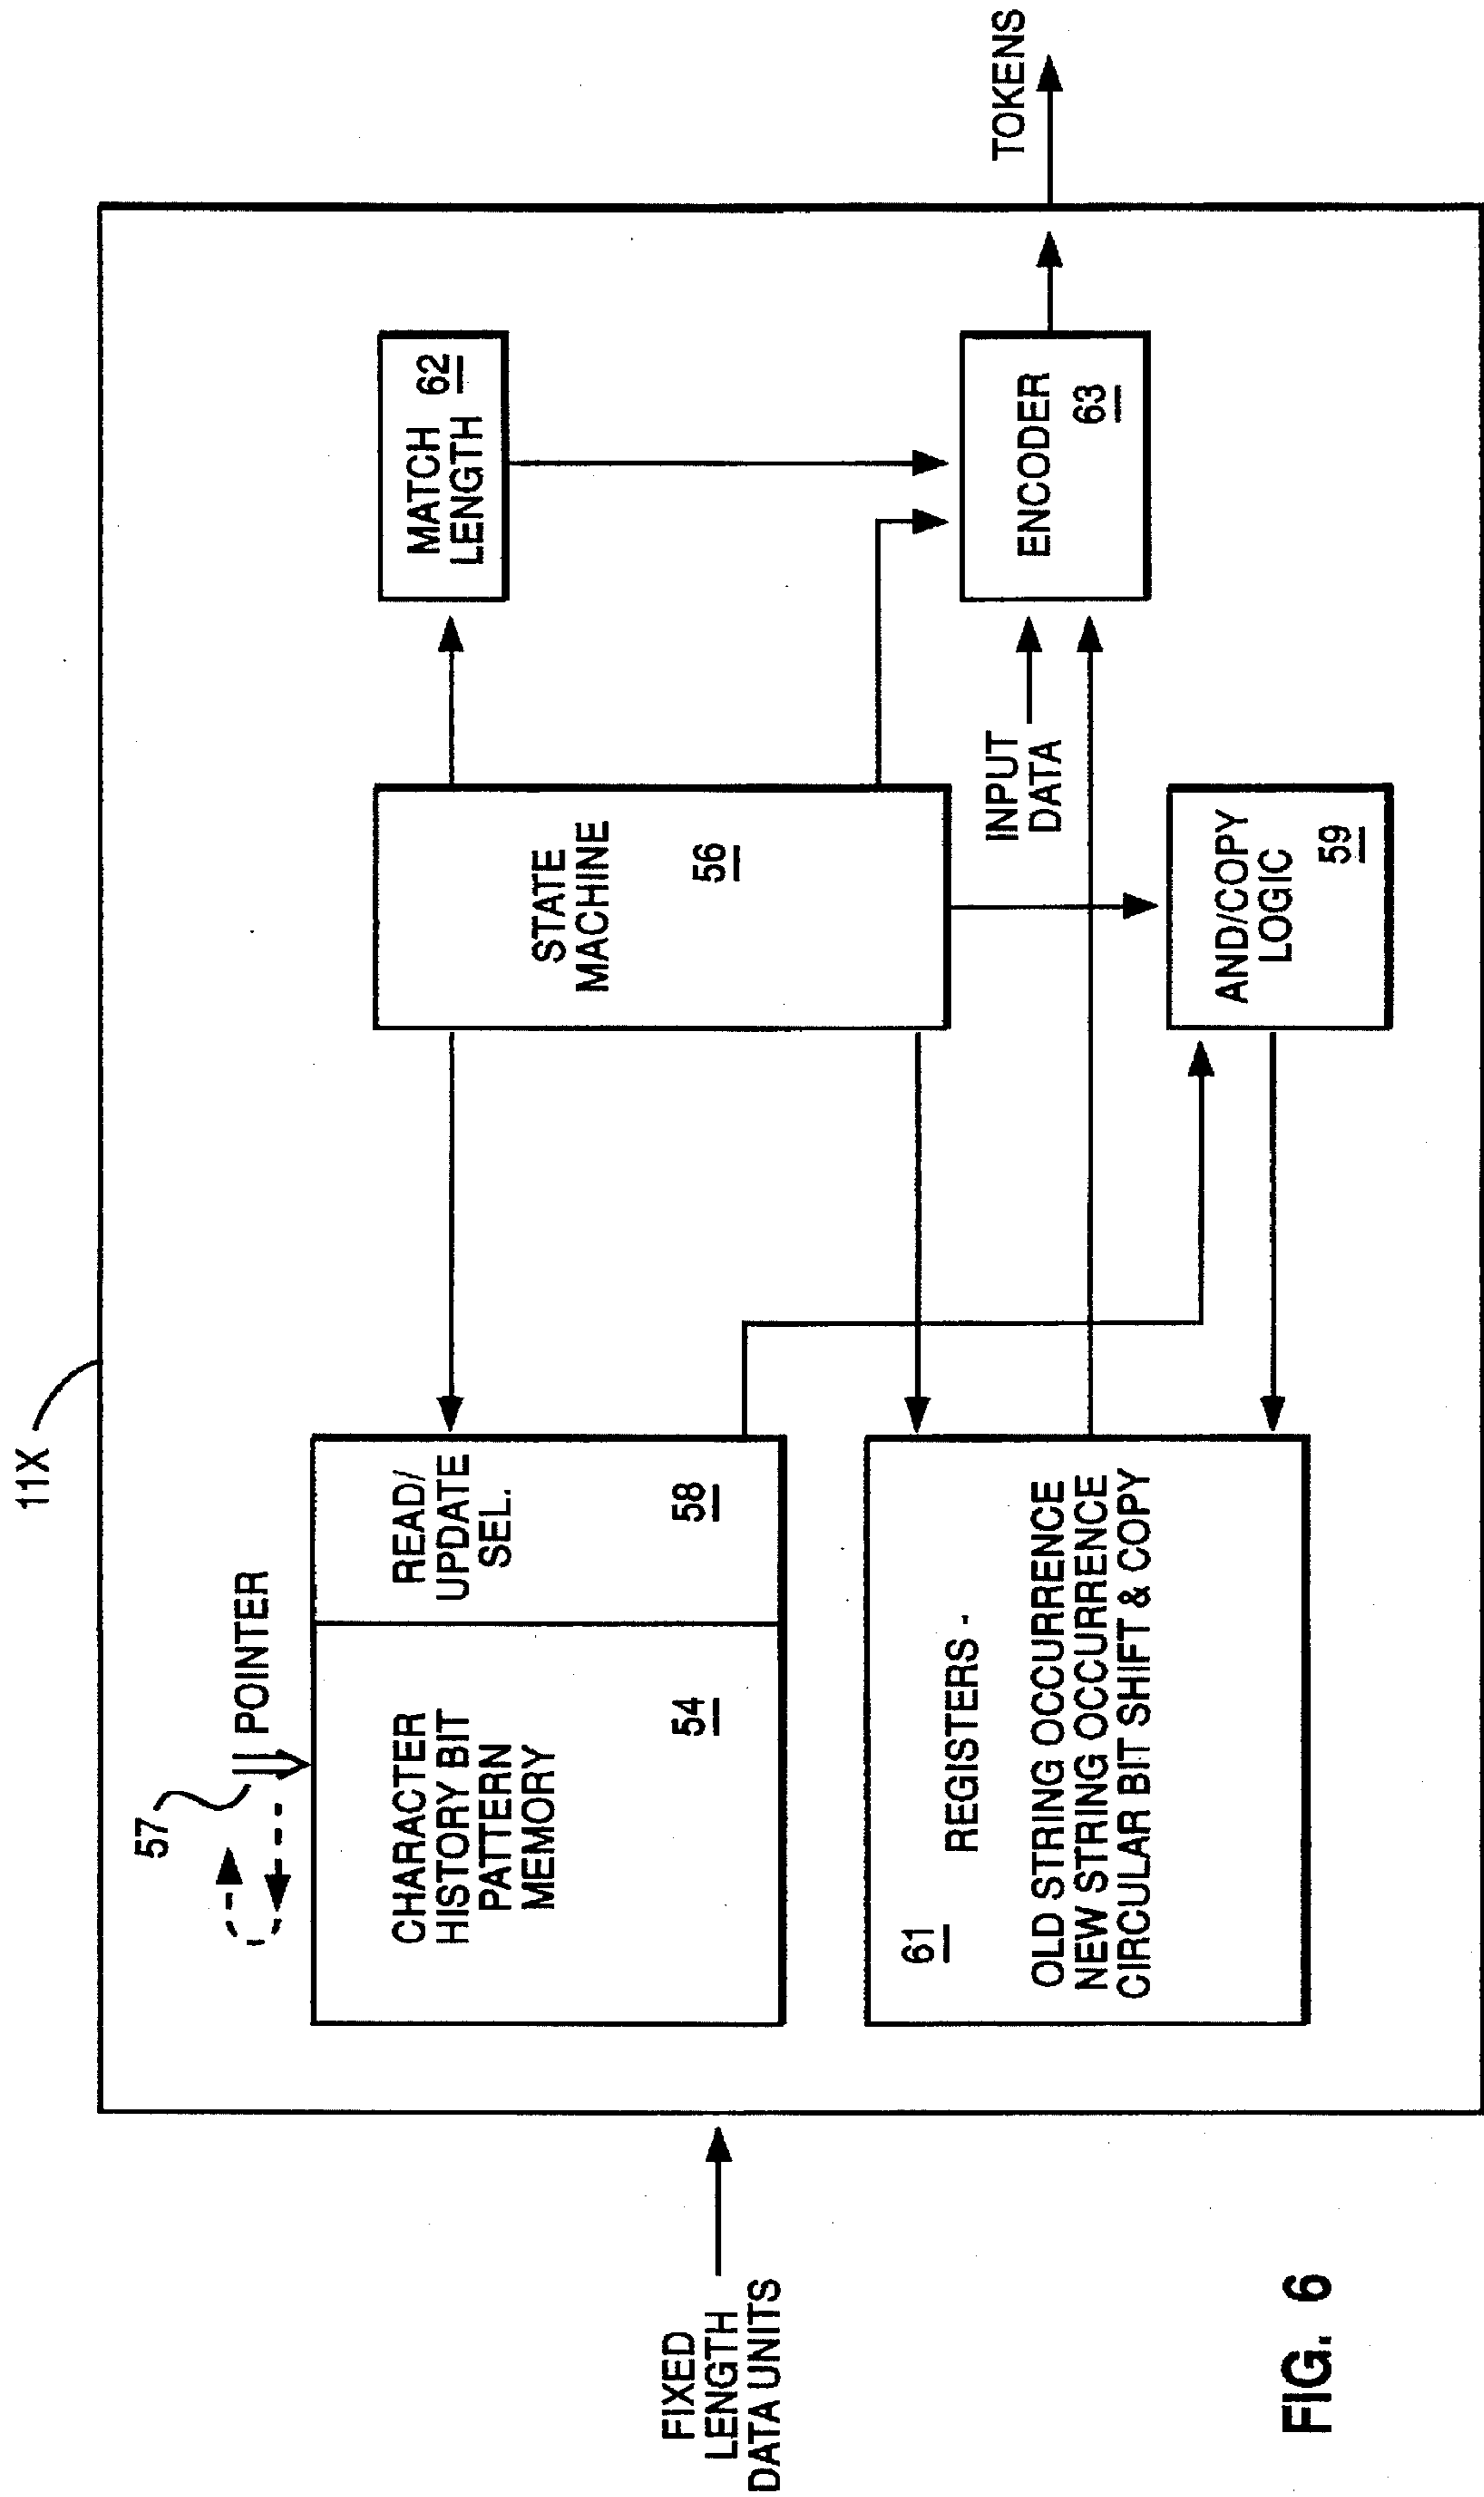 11X
57
POINTER
CHARACTER
HISTORY BIT
PATTERN
MEMORY
54
READ/
UPDATE
SEL.
58
STATE
MACHINE
56
MATCH
LENGTH 62
FIXED
LENGTH
DATA UNITS
61
REGISTERS -
OLD STRING OCCURRENCE
NEW STRING OCCURRENCE
CIRCULAR BIT SHIFT & COPY
INPUT
DATA
ENCODER
63
TOKENS
AND/COPY
LOGIC
59
FIG. 6